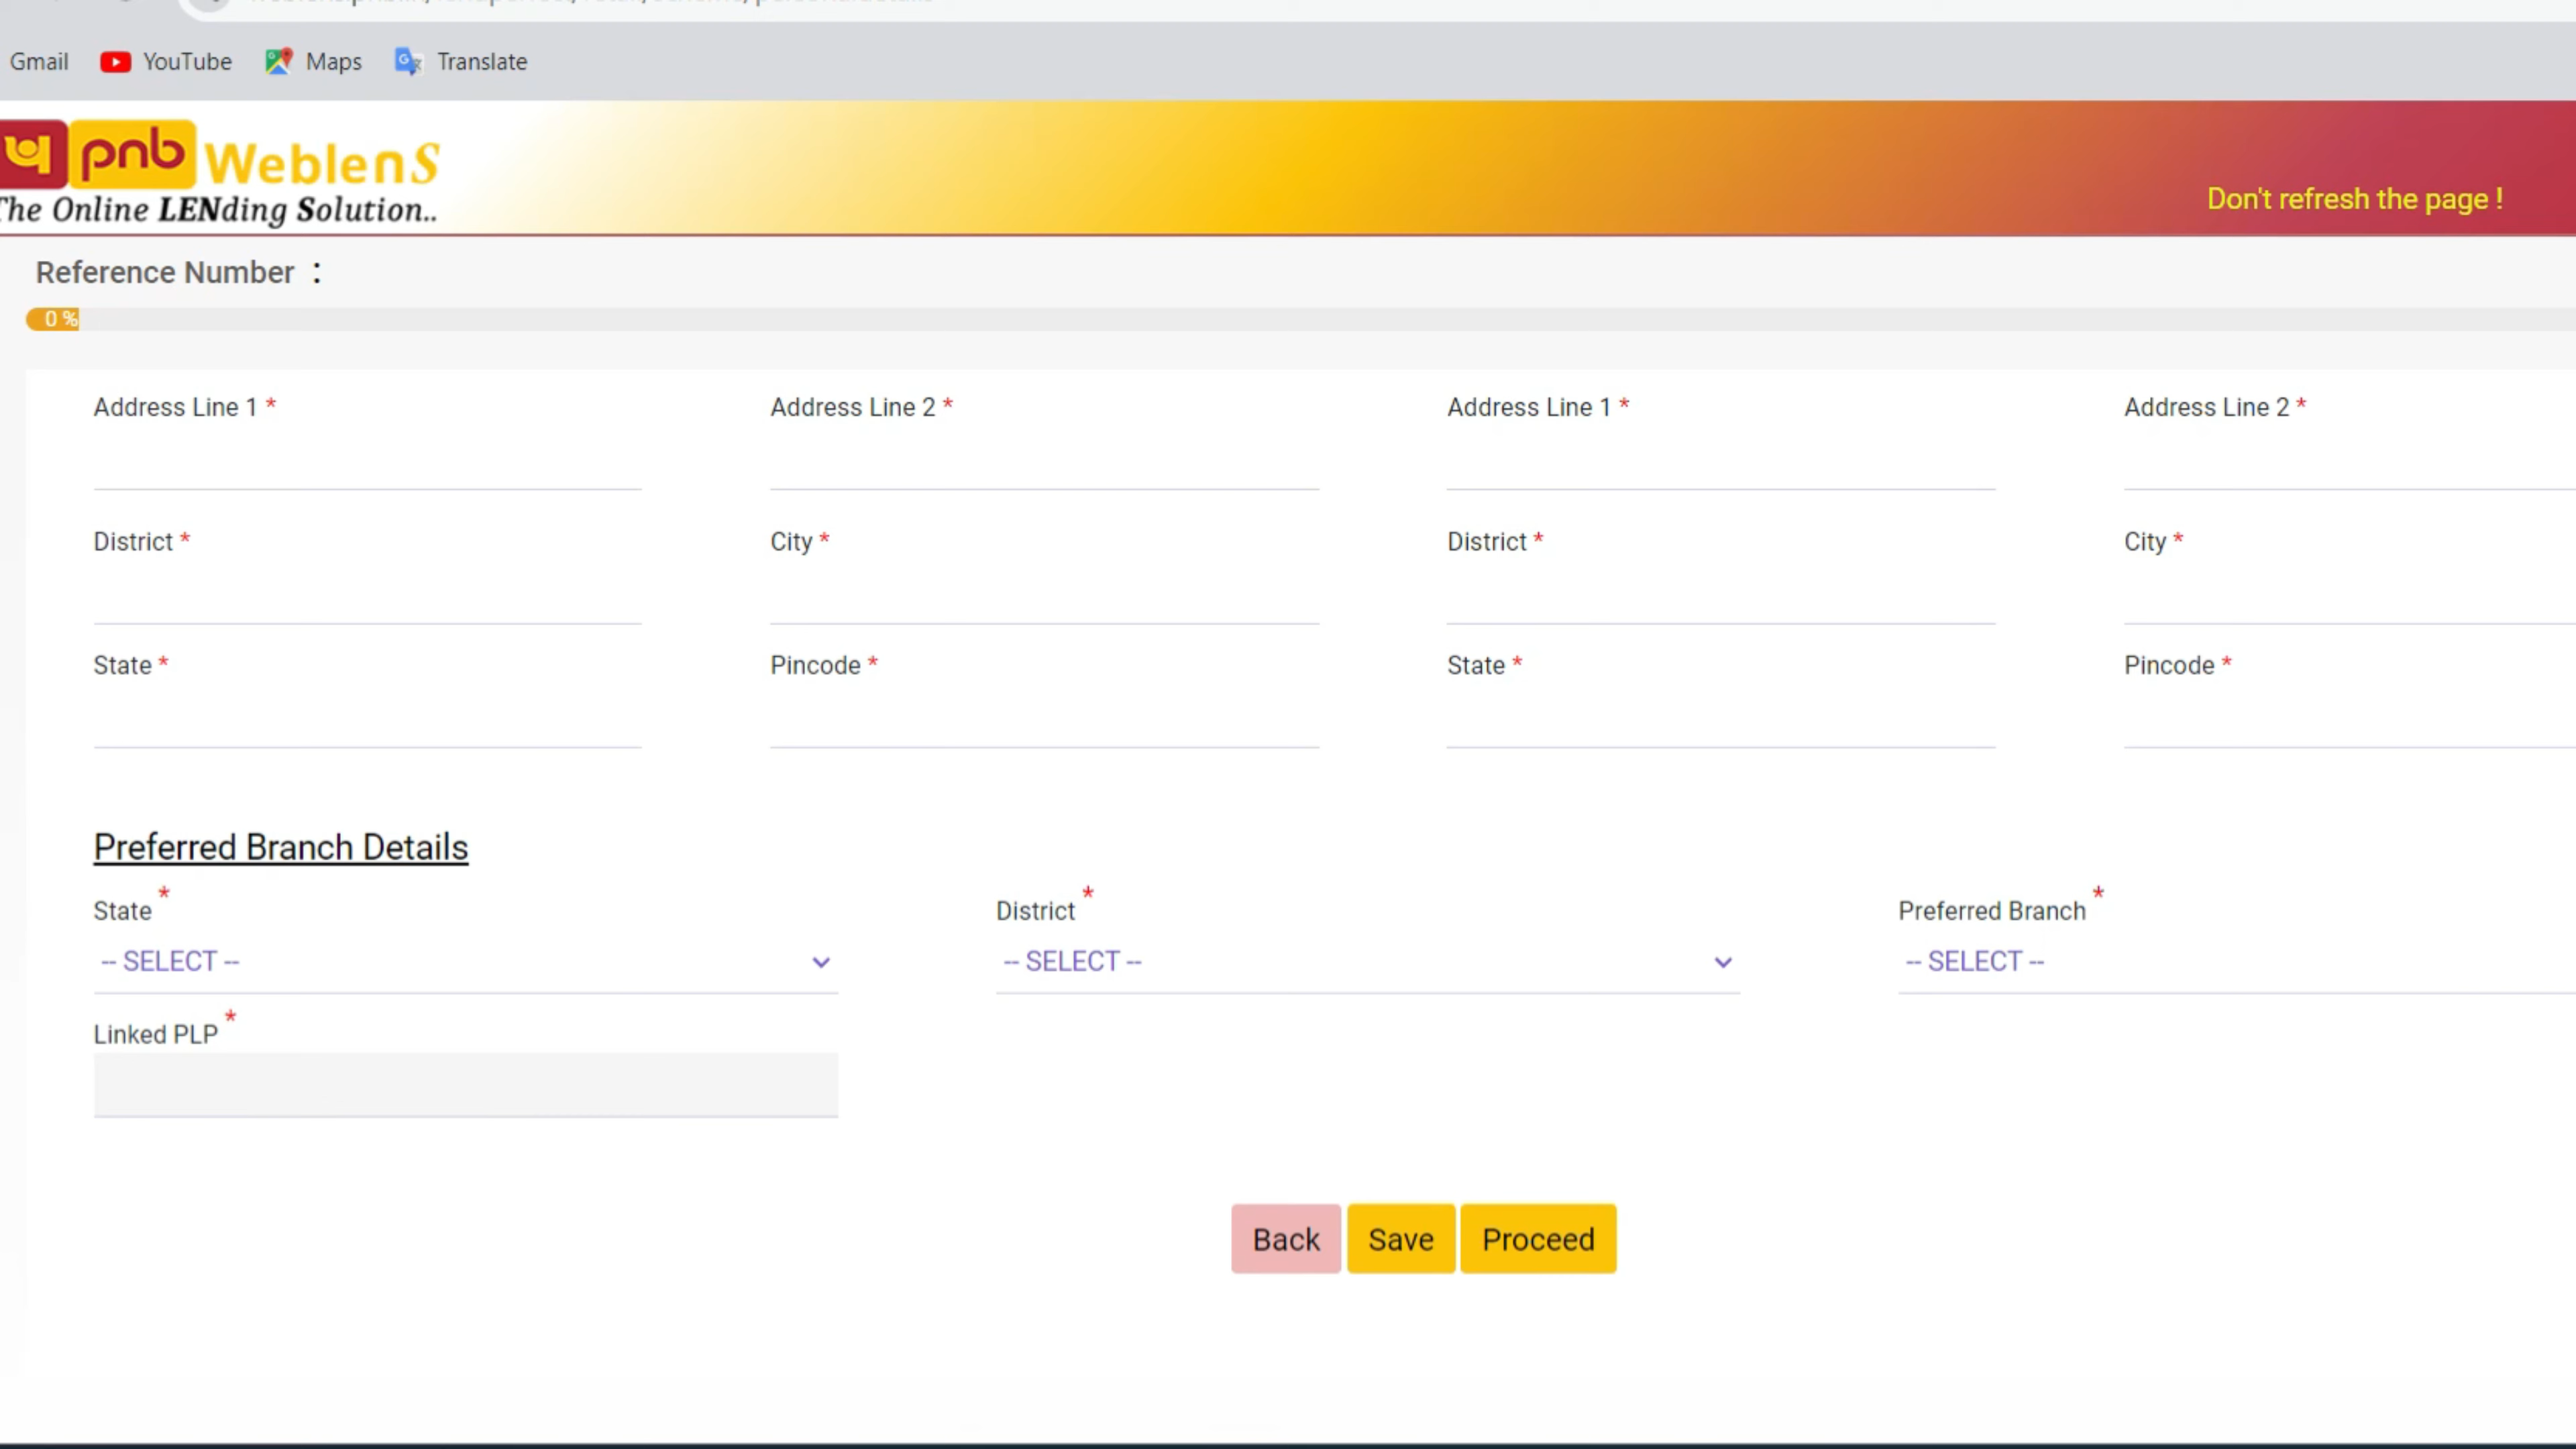 Gmail YouTube Maps Translate
प pnb WeblenS
The Online LENding Solution..
Don't refresh the page !
Reference Number :
0 %
Address Line 1 * Address Line 2 * Address Line 1 * Address Line 2 *
District * City * District * City *
State * Pincode * State * Pincode *
Preferred Branch Details
State * District * Preferred Branch *
-- SELECT -- -- SELECT -- -- SELECT --
Linked PLP *
Back Save Proceed